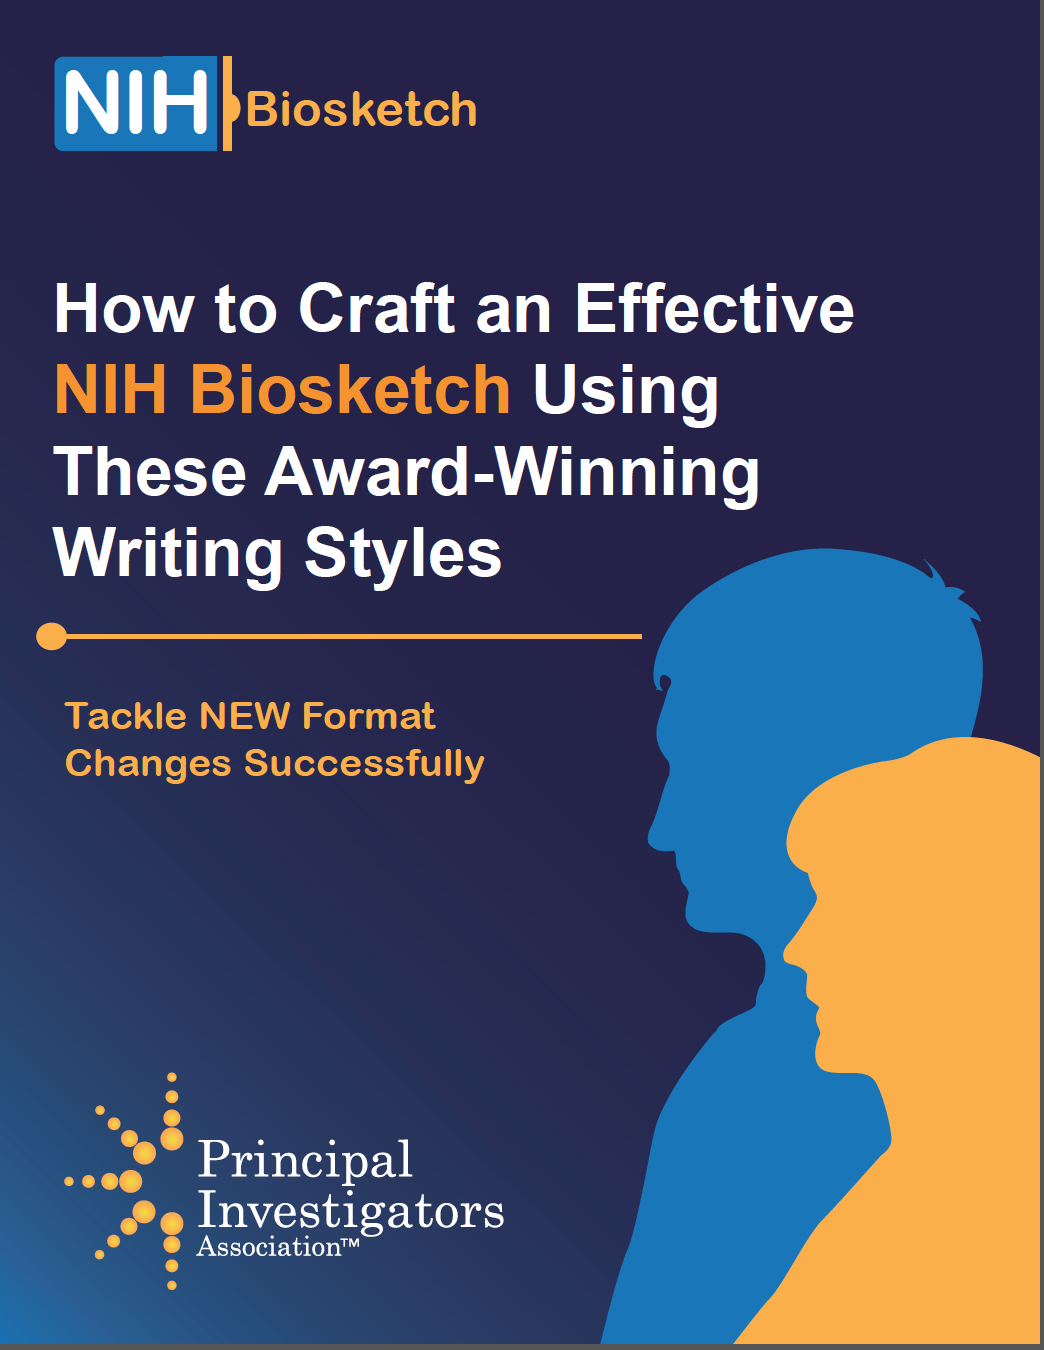 NIH Biosketch
How to Craft an Effective
NIH Biosketch Using
These Award-Winning
Writing Styles
Tackle NEW Format
Changes Successfully
Principal
Investigators
Association™